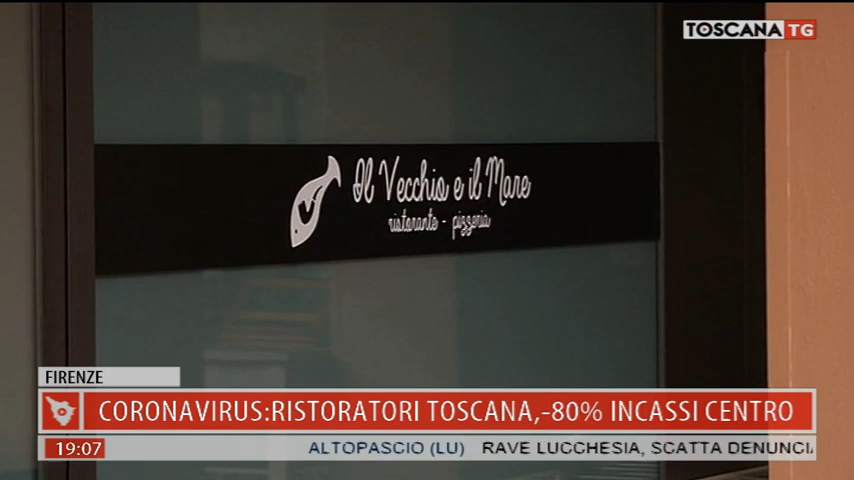 TOSCANA TG
Il Vecchio e il Mare
ristorante - pizzeria
FIRENZE
CORONAVIRUS:RISTORATORI TOSCANA,-80% INCASSI CENTRO
19:07
ALTOPASCIO (LU) RAVE LUCCHESIA, SCATTA DENUNCIA